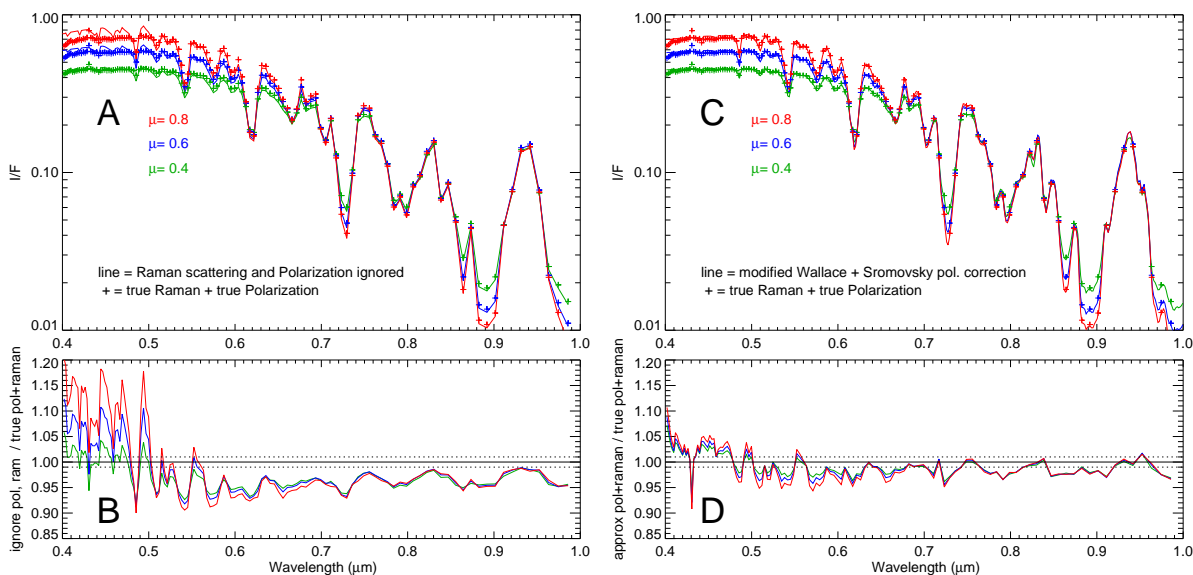 1.00
0.10
0.01
I/F
A
μ= 0.8
μ= 0.6
μ= 0.4
line = Raman scattering and Polarization ignored
+ = true Raman + true Polarization
0.4 0.5 0.6 0.7 0.8 0.9 1.0
1.20
1.15
1.10
1.05
1.00
0.95
0.90
0.85
ignore pol, ram / true pol+raman
B
0.4 0.5 0.6 0.7 0.8 0.9 1.0
Wavelength (μm)
1.00
0.10
0.01
I/F
C
μ= 0.8
μ= 0.6
μ= 0.4
line = modified Wallace + Sromovsky pol. correction
+ = true Raman + true Polarization
0.4 0.5 0.6 0.7 0.8 0.9 1.0
1.20
1.15
1.10
1.05
1.00
0.95
0.90
0.85
approx pol+raman / true pol+raman
D
0.4 0.5 0.6 0.7 0.8 0.9 1.0
Wavelength (μm)